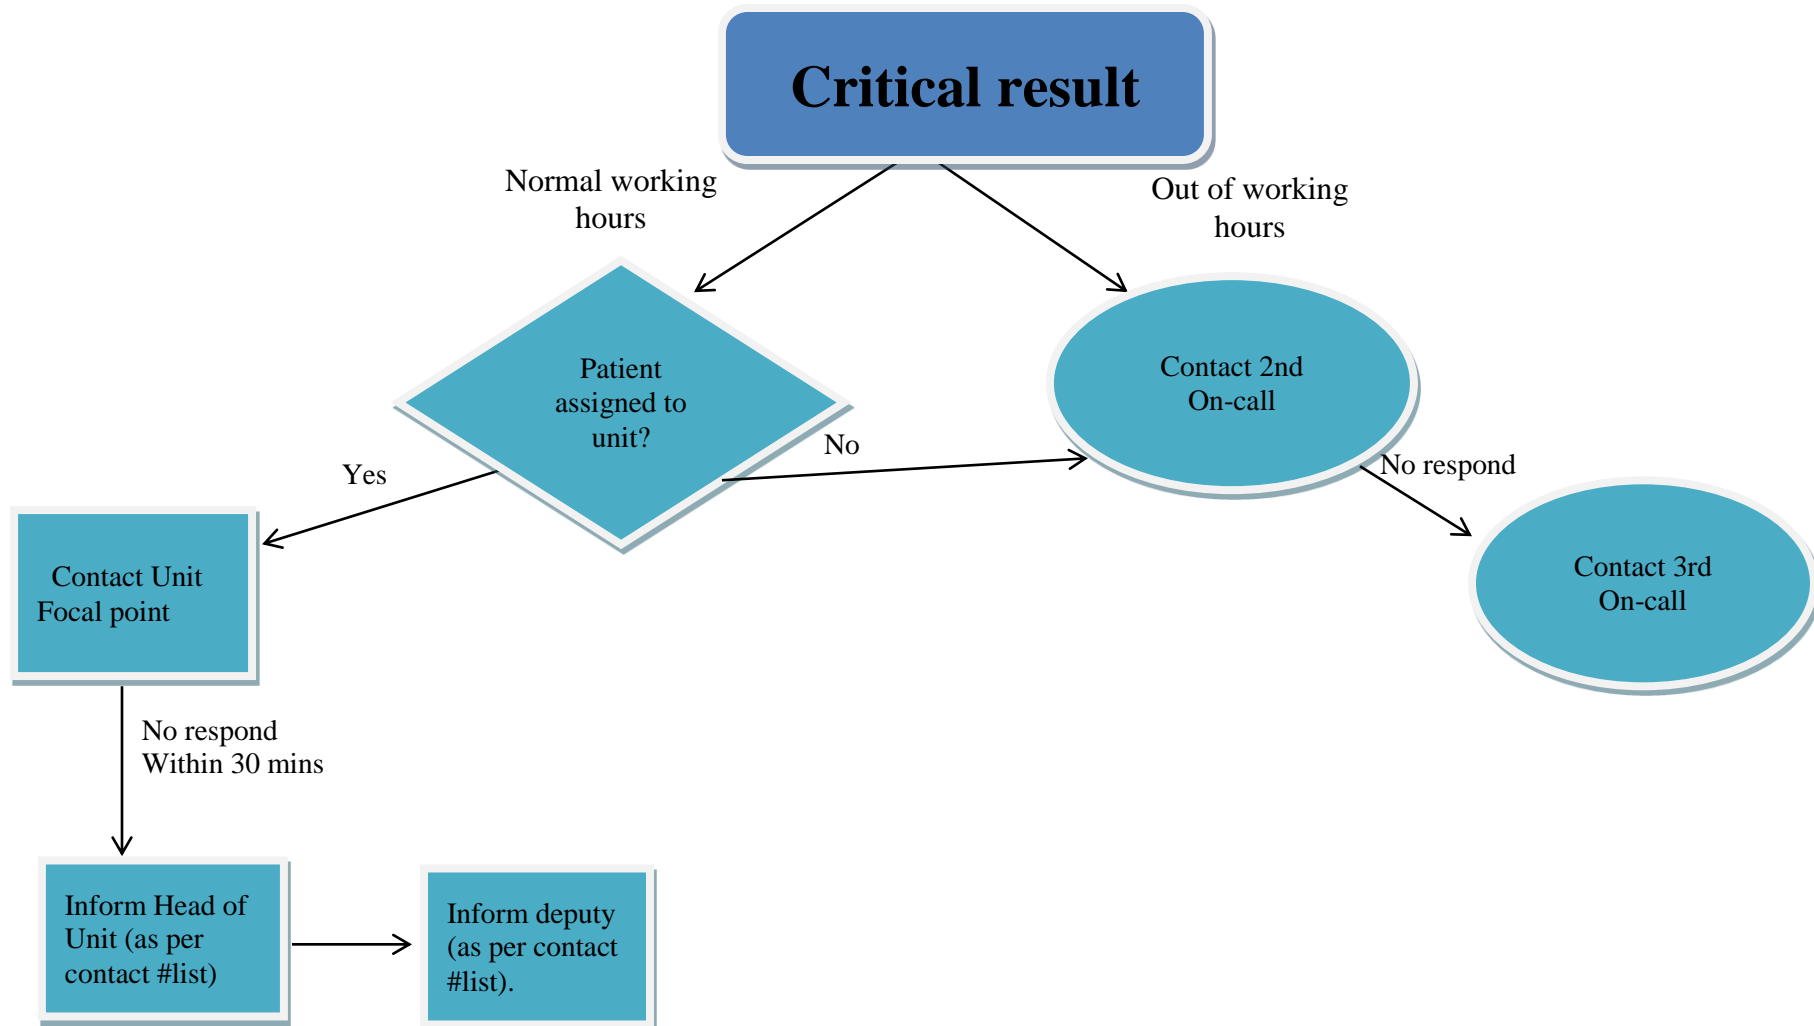 Critical result
Normal working
hours
Out of working
hours
Patient
assigned to
unit?
Contact 2nd
On-call
No
Yes
No respond
Contact Unit
Focal point
Contact 3rd
On-call
No respond
Within 30 mins
Inform Head of
Unit (as per
contact #list)
Inform deputy
(as per contact
#list).